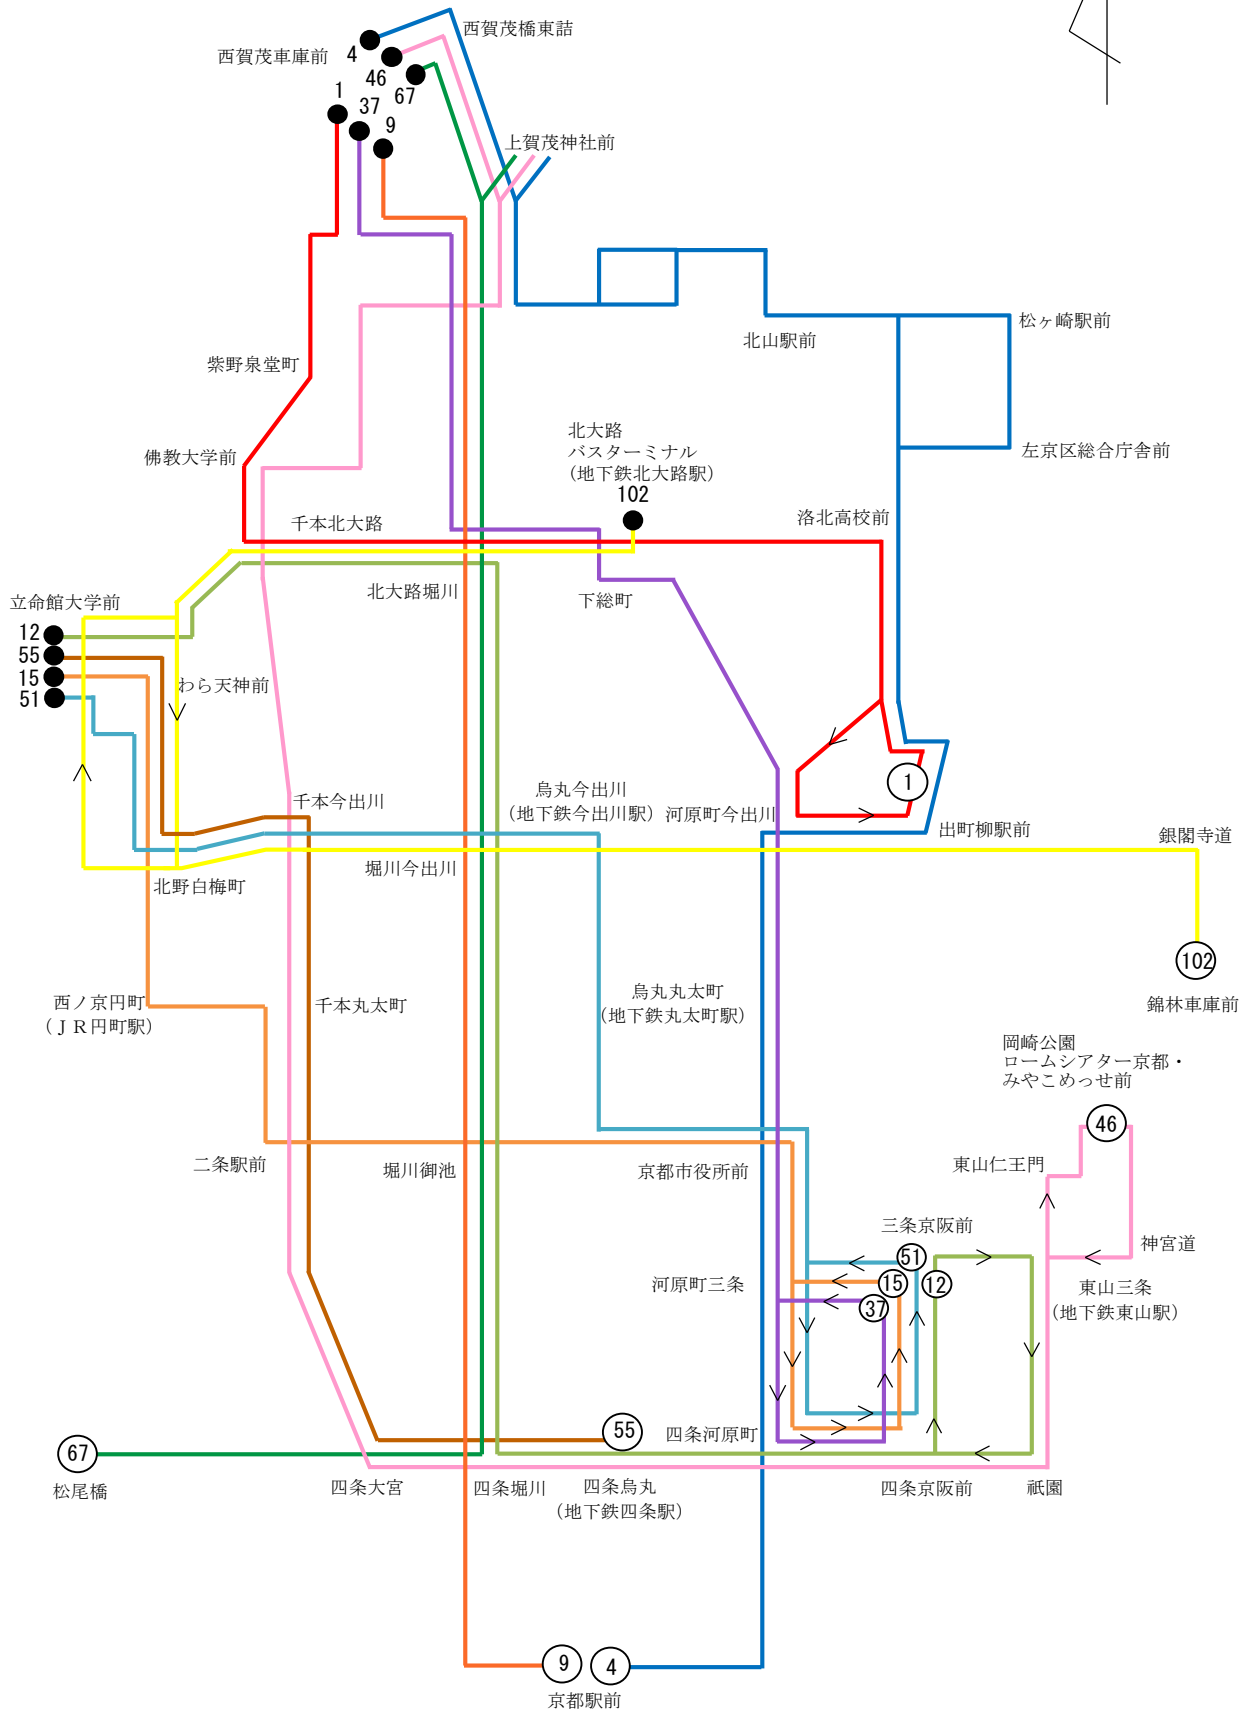 西賀茂橋東詰
西賀茂車庫前
4
46
67
1
37
9
上賀茂神社前
松ヶ崎駅前
北山駅前
紫野泉堂町
北大路
バスターミナル
(地下鉄北大路駅)
102
左京区総合庁舎前
佛教大学前
千本北大路
洛北高校前
北大路堀川
下総町
立命館大学前
12
55
15
51
わら天神前
1
烏丸今出川
(地下鉄今出川駅)
千本今出川
河原町今出川
出町柳駅前
銀閣寺道
堀川今出川
北野白梅町
102
西ノ京円町
(ＪＲ円町駅)
千本丸太町
烏丸丸太町
(地下鉄丸太町駅)
錦林車庫前
岡崎公園
ロームシアター京都・
みやこめっせ前
46
二条駅前
堀川御池
京都市役所前
東山仁王門
三条京阪前
神宮道
51
15
12
37
河原町三条
東山三条
(地下鉄東山駅)
55
四条河原町
67
松尾橋
四条大宮
四条堀川
四条烏丸
(地下鉄四条駅)
四条京阪前
祇園
9
4
京都駅前